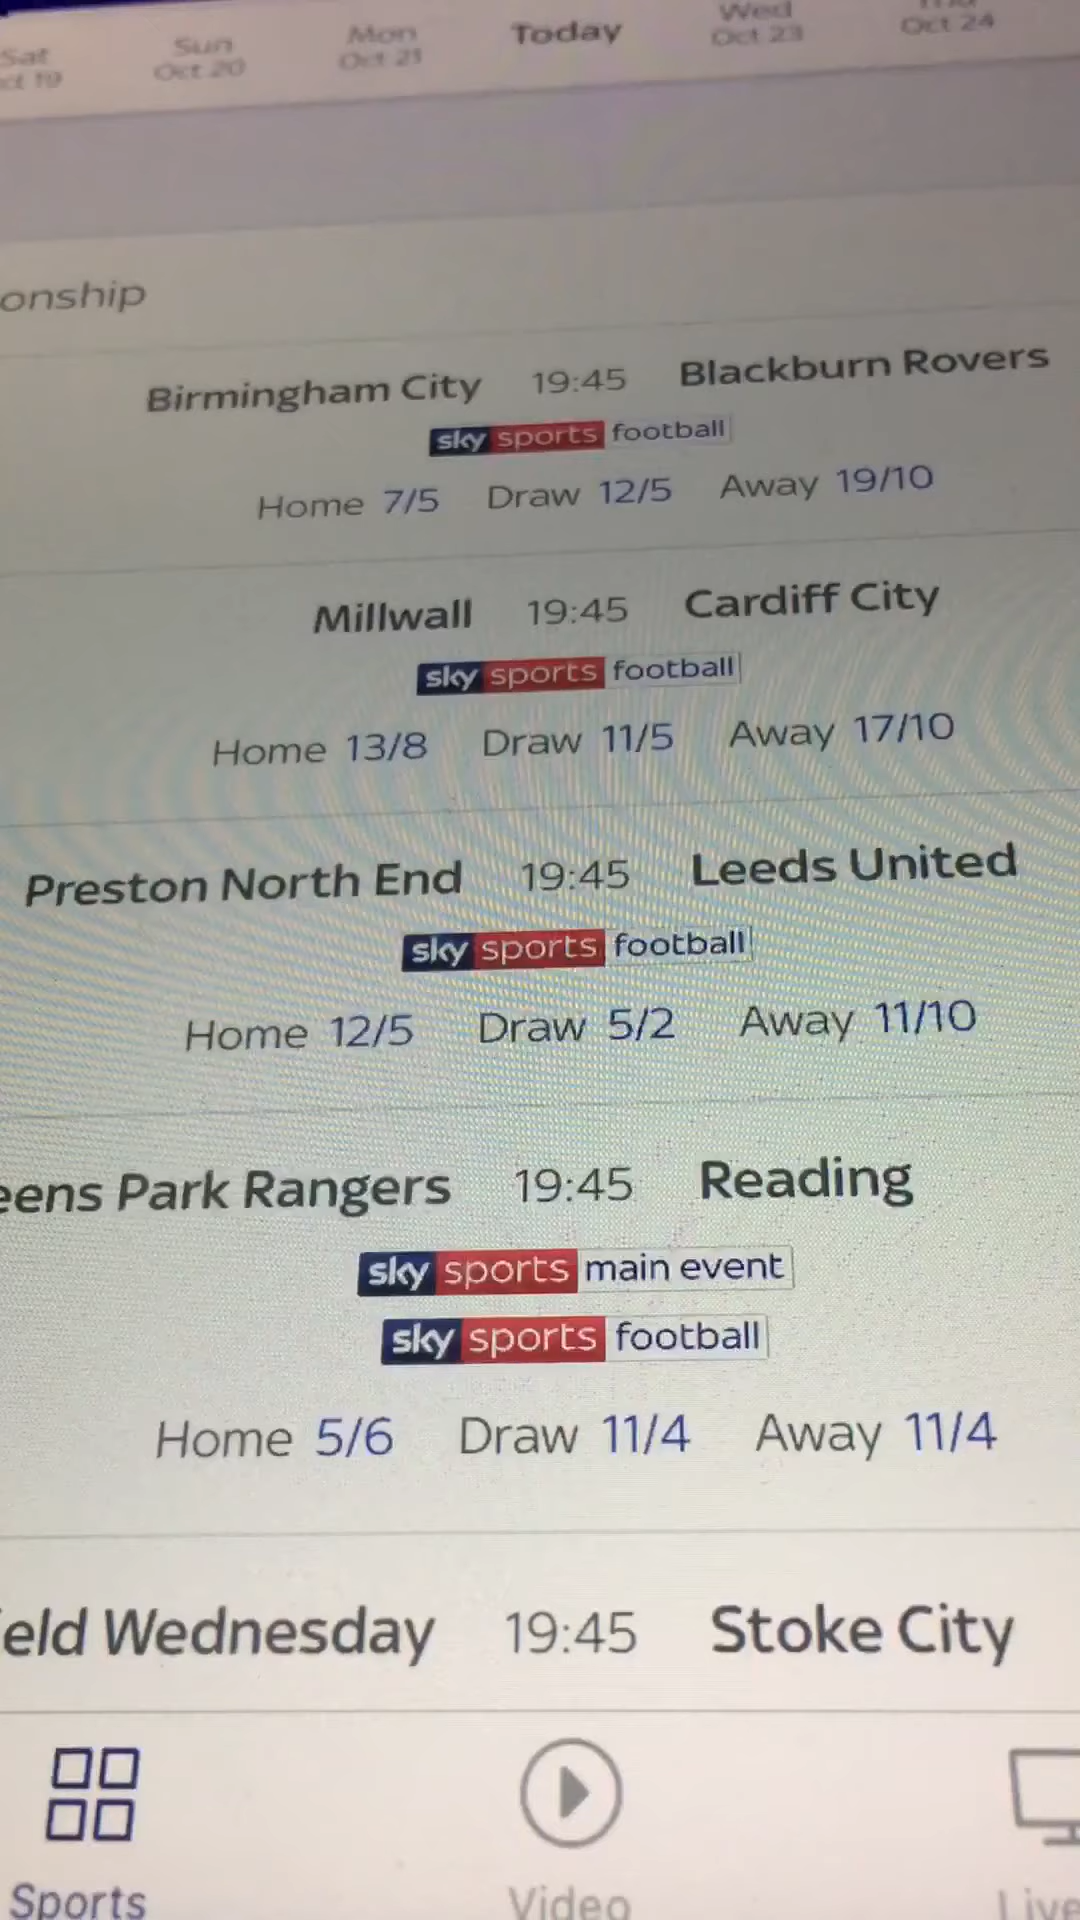 Sat Sun Mon Today Wed Thu
ct 19 Oct 20 Oct 21 Oct 23 Oct 24
onship
Birmingham City 19:45 Blackburn Rovers
sky sports football
Home 7/5 Draw 12/5 Away 19/10
Millwall 19:45 Cardiff City
sky sports football
Home 13/8 Draw 11/5 Away 17/10
Preston North End 19:45 Leeds United
sky sports football
Home 12/5 Draw 5/2 Away 11/10
eens Park Rangers 19:45 Reading
sky sports main event
sky sports football
Home 5/6 Draw 11/4 Away 11/4
eld Wednesday 19:45 Stoke City
Sports Video Live